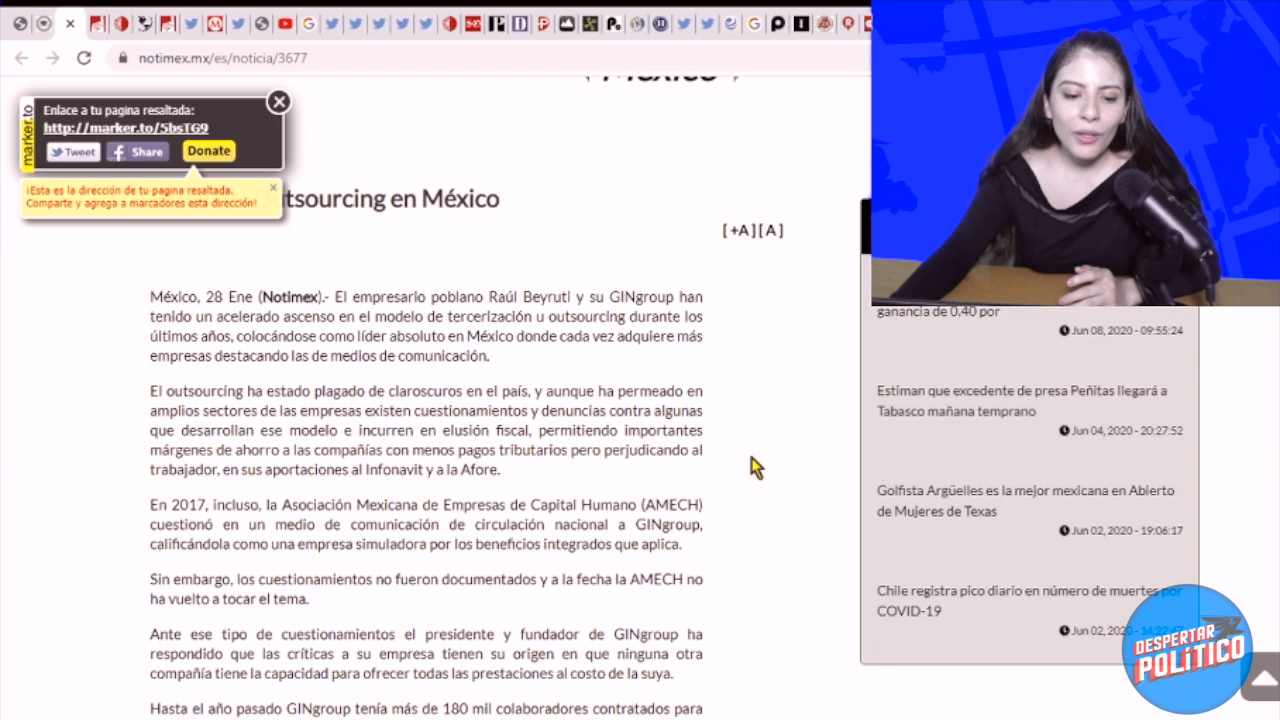 notimex.mx/es/noticia/3677
Enlace a tu pagina resaltada:
http://marker.to/5bsTG9
marker.to
Tweet
Share
Donate
¡Esta es la dirección de tu pagina resaltada.
Comparte y agrega a marcadores esta dirección!
tsourcing en México
[ +A] [ A ]
México, 28 Ene (Notimex).- El empresario poblano Raúl Beyruti y su GINgroup han
tenido un acelerado ascenso en el modelo de tercerización u outsourcing durante los
últimos años, colocándose como líder absoluto en México donde cada vez adquiere más
empresas destacando las de medios de comunicación.
El outsourcing ha estado plagado de claroscuros en el país, y aunque ha permeado en
amplios sectores de las empresas existen cuestionamientos y denuncias contra algunas
que desarrollan ese modelo e incurren en elusión fiscal, permitiendo importantes
márgenes de ahorro a las compañías con menos pagos tributarios pero perjudicando al
trabajador, en sus aportaciones al Infonavit y a la Afore.
En 2017, incluso, la Asociación Mexicana de Empresas de Capital Humano (AMECH)
cuestionó en un medio de comunicación de circulación nacional a GINgroup,
calificándola como una empresa simuladora por los beneficios integrados que aplica.
Sin embargo, los cuestionamientos no fueron documentados y a la fecha la AMECH no
ha vuelto a tocar el tema.
Ante ese tipo de cuestionamientos el presidente y fundador de GINgroup ha
respondido que las críticas a su empresa tienen su origen en que ninguna otra
compañía tiene la capacidad para ofrecer todas las prestaciones al costo de la suya.
Hasta el año pasado GINgroup tenía más de 180 mil colaboradores contratados para
ganancia de 0.40 por
Jun 08, 2020 - 09:55:24
Estiman que excedente de presa Peñitas llegará a
Tabasco mañana temprano
Jun 04, 2020 - 20:27:52
Golfista Argüelles es la mejor mexicana en Abierto
de Mujeres de Texas
Jun 02, 2020 - 19:06:17
Chile registra pico diario en número de muertes por
COVID-19
Jun 02, 2020 - 14:22:47
DESPERTAR
POLÍTICO